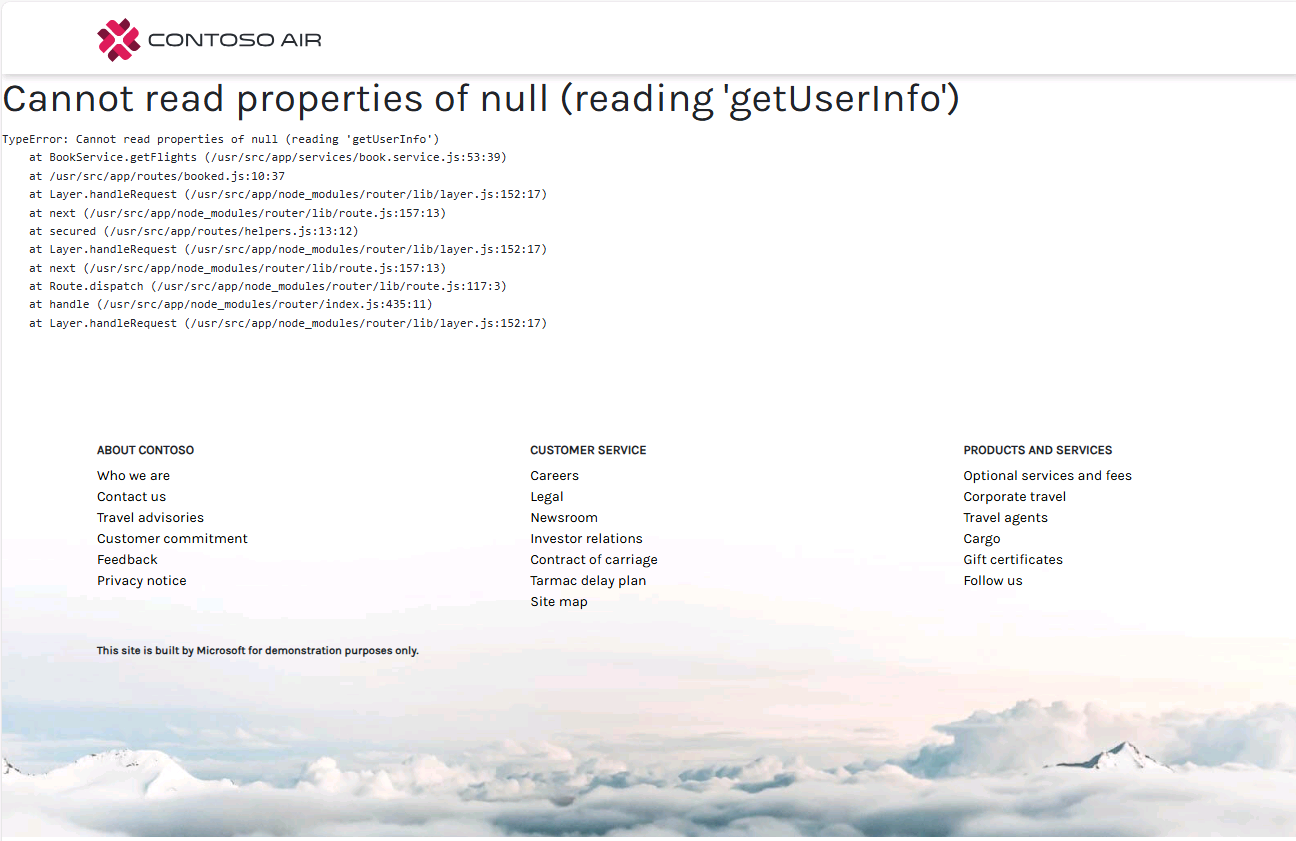 CONTOSO AIR
Cannot read properties of null (reading 'getUserInfo')
TypeError: Cannot read properties of null (reading 'getUserInfo')
    at BookService.getFlights (/usr/src/app/services/book.service.js:53:39)
    at /usr/src/app/routes/booked.js:10:37
    at Layer.handleRequest (/usr/src/app/node_modules/router/lib/layer.js:152:17)
    at next (/usr/src/app/node_modules/router/lib/route.js:157:13)
    at secured (/usr/src/app/routes/helpers.js:13:12)
    at Layer.handleRequest (/usr/src/app/node_modules/router/lib/layer.js:152:17)
    at next (/usr/src/app/node_modules/router/lib/route.js:157:13)
    at Route.dispatch (/usr/src/app/node_modules/router/lib/route.js:117:3)
    at handle (/usr/src/app/node_modules/router/index.js:435:11)
    at Layer.handleRequest (/usr/src/app/node_modules/router/lib/layer.js:152:17)
ABOUT CONTOSO
Who we are
Contact us
Travel advisories
Customer commitment
Feedback
Privacy notice
CUSTOMER SERVICE
Careers
Legal
Newsroom
Investor relations
Contract of carriage
Tarmac delay plan
Site map
PRODUCTS AND SERVICES
Optional services and fees
Corporate travel
Travel agents
Cargo
Gift certificates
Follow us
This site is built by Microsoft for demonstration purposes only.